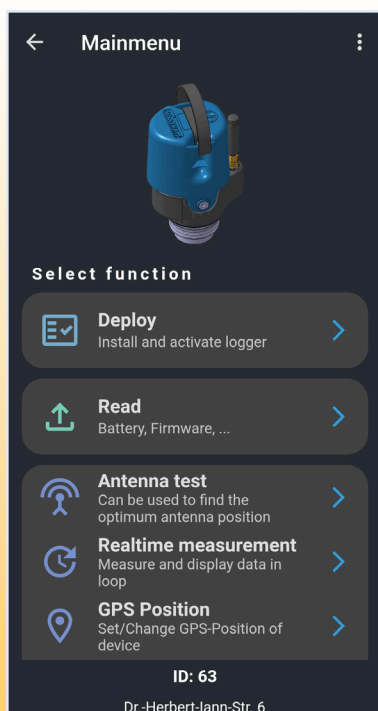 Mainmenu
Select function
Deploy
Install and activate logger
Read
Battery, Firmware, ...
Antenna test
Can be used to find the
optimum antenna position
Realtime measurement
Measure and display data in
loop
GPS Position
Set/Change GPS-Position of
device
ID: 63
Dr.-Herbert-Iann-Str. 6